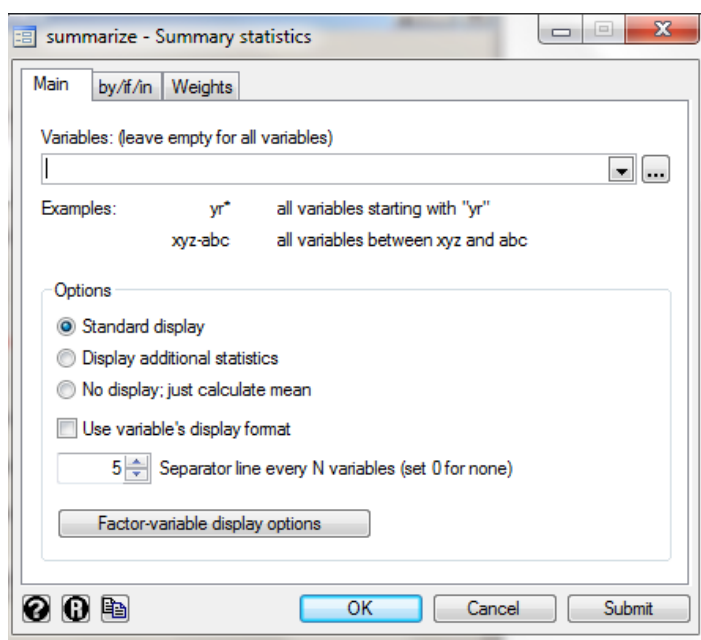 summarize - Summary statistics
Main by/if/in Weights
Variables: (leave empty for all variables)
...
Examples: yr* all variables starting with "yr"
xyz-abc all variables between xyz and abc
Options
Standard display
Display additional statistics
No display; just calculate mean
Use variable's display format
5 Separator line every N variables (set 0 for none)
Factor-variable display options
? R OK Cancel Submit